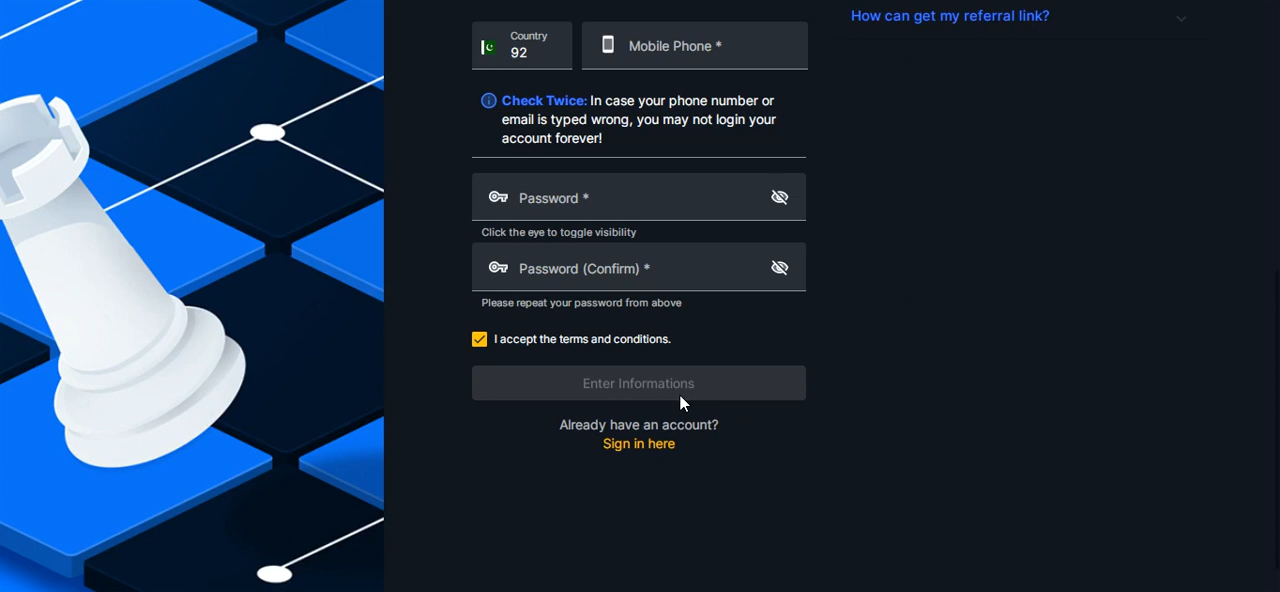 How can get my referral link?
Country
92
Mobile Phone *
Check Twice: In case your phone number or
email is typed wrong, you may not login your
account forever!
Password *
Click the eye to toggle visibility
Password (Confirm) *
Please repeat your password from above
I accept the terms and conditions.
Enter Informations
Already have an account?
Sign in here